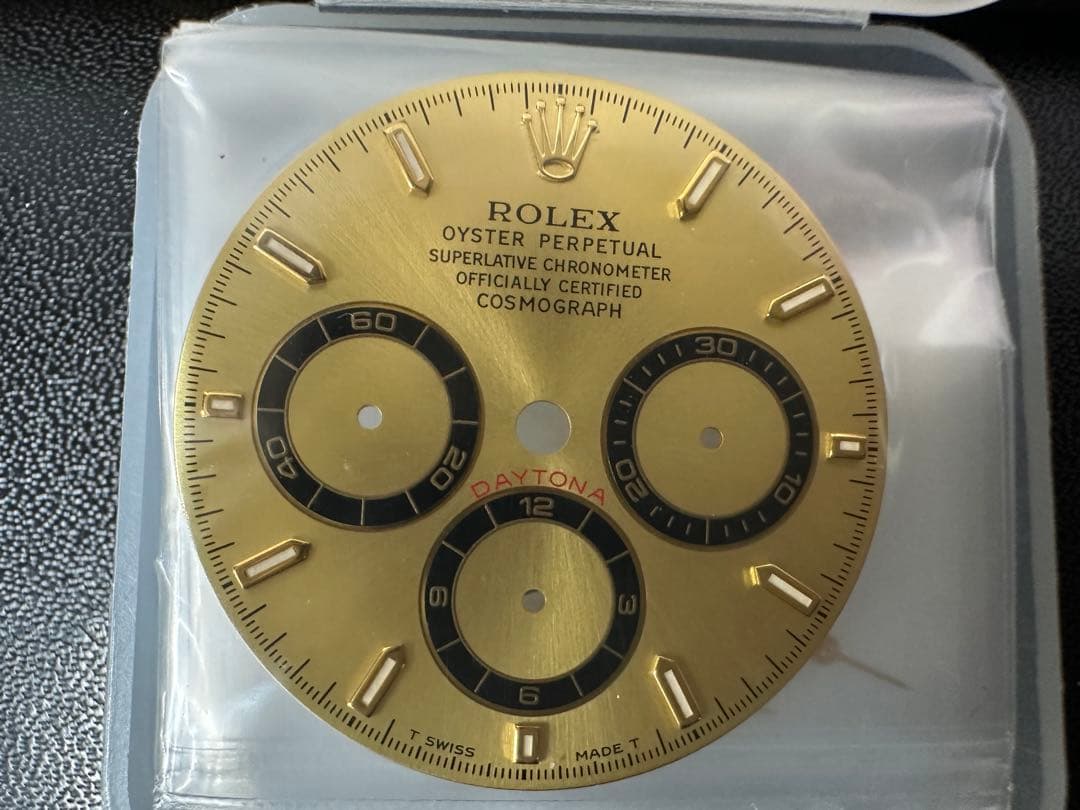 ROLEX
OYSTER PERPETUAL
SUPERLATIVE CHRONOMETER
OFFICIALLY CERTIFIED
COSMOGRAPH
60
20
40
30
10
20
DAYTONA
12
3
6
9
T SWISS MADE T